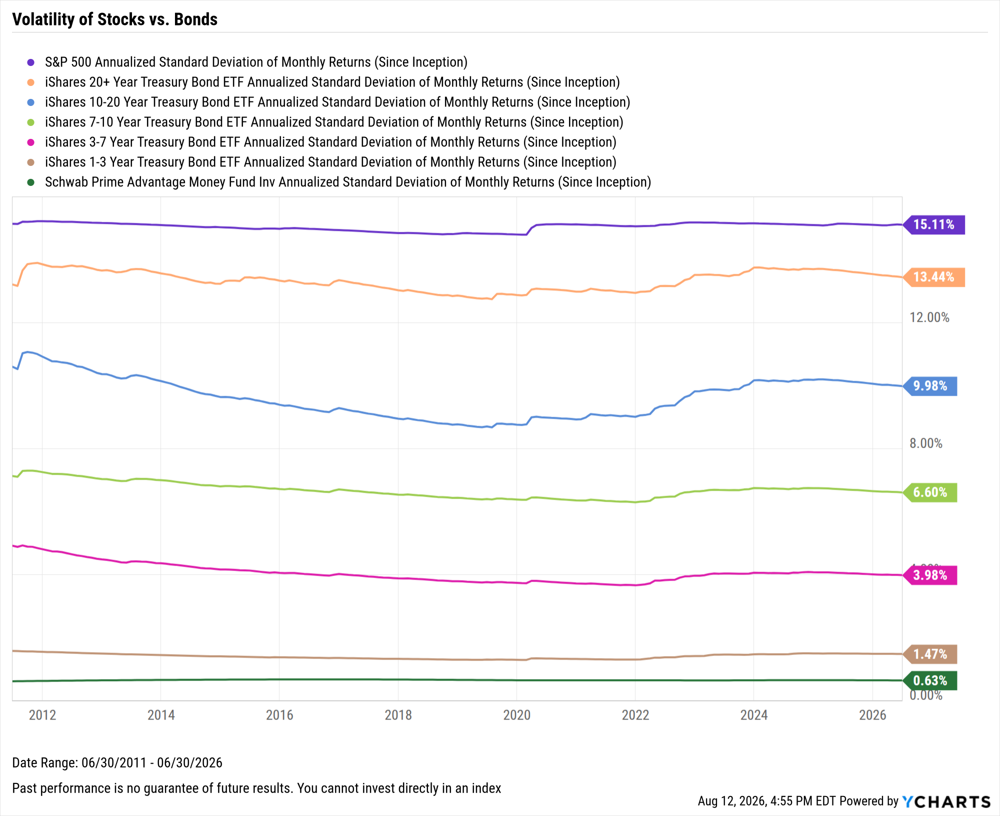 Volatility of Stocks vs. Bonds
S&P 500 Annualized Standard Deviation of Monthly Returns (Since Inception)
iShares 20+ Year Treasury Bond ETF Annualized Standard Deviation of Monthly Returns (Since Inception)
iShares 10-20 Year Treasury Bond ETF Annualized Standard Deviation of Monthly Returns (Since Inception)
iShares 7-10 Year Treasury Bond ETF Annualized Standard Deviation of Monthly Returns (Since Inception)
iShares 3-7 Year Treasury Bond ETF Annualized Standard Deviation of Monthly Returns (Since Inception)
iShares 1-3 Year Treasury Bond ETF Annualized Standard Deviation of Monthly Returns (Since Inception)
Schwab Prime Advantage Money Fund Inv Annualized Standard Deviation of Monthly Returns (Since Inception)
15.11%
13.44%
12.00%
9.98%
8.00%
6.60%
3.98%
1.47%
0.63%
0.00%
2012 2014 2016 2018 2020 2022 2024 2026
Date Range: 06/30/2011 - 06/30/2026
Past performance is no guarantee of future results. You cannot invest directly in an index
Aug 12, 2026, 4:55 PM EDT Powered by YCHARTS